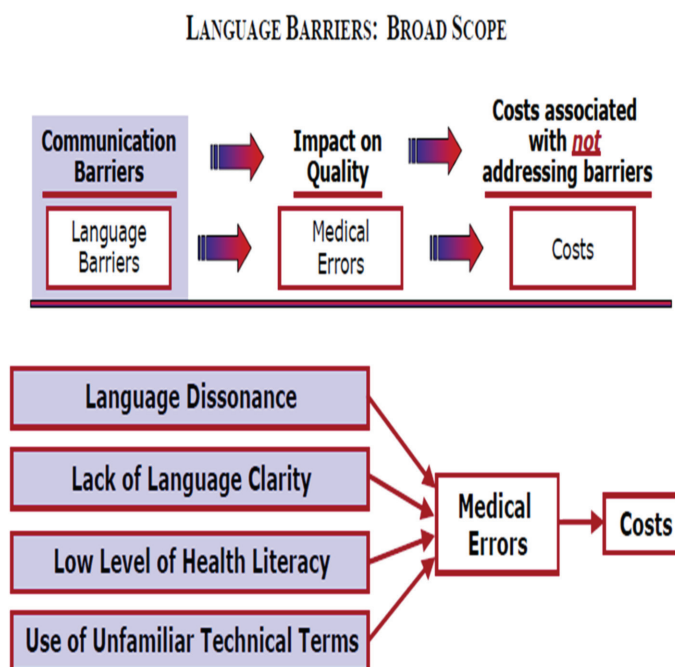 LANGUAGE BARRIERS: BROAD SCOPE
Communication
Barriers
Impact on
Quality
Costs associated
with not
addressing barriers
Language
Barriers
Medical
Errors
Costs
Language Dissonance
Lack of Language Clarity
Low Level of Health Literacy
Use of Unfamiliar Technical Terms
Medical
Errors
Costs